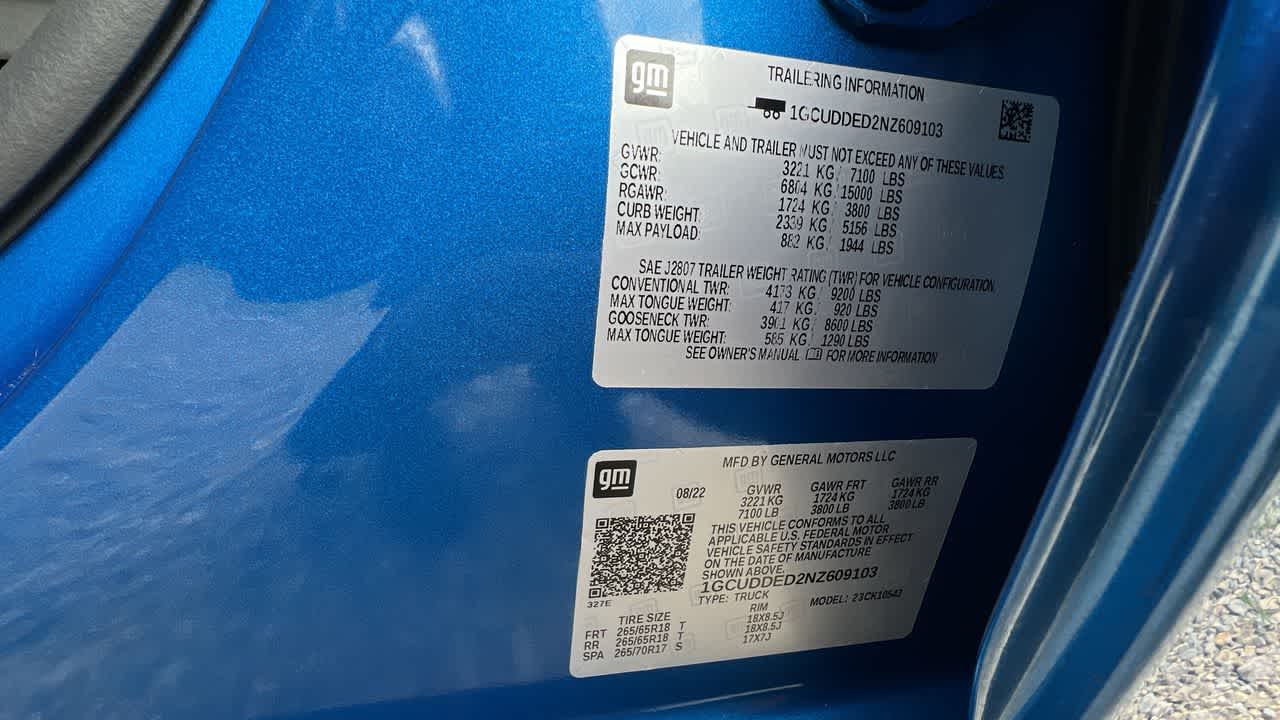 gm
TRAILERING INFORMATION
1GCUDDED2NZ609103
VEHICLE AND TRAILER MUST NOT EXCEED ANY OF THESE VALUES
GVWR: 3221 KG/ 7100 LBS
GCWR: 6804 KG/ 15000 LBS
RGAWR: 1724 KG/ 3800 LBS
CURB WEIGHT: 2339 KG/ 5156 LBS
MAX PAYLOAD: 882 KG/ 1944 LBS
SAE J2807 TRAILER WEIGHT RATING (TWR) FOR VEHICLE CONFIGURATION
CONVENTIONAL TWR: 4173 KG/ 9200 LBS
MAX TONGUE WEIGHT: 417 KG/ 920 LBS
GOOSENECK TWR: 3901 KG/ 8600 LBS
MAX TONGUE WEIGHT: 585 KG/ 1290 LBS
SEE OWNER'S MANUAL FOR MORE INFORMATION
gm
MFD BY GENERAL MOTORS LLC
08/22 GVWR GAWR FRT GAWR RR
3221 KG 1724 KG 1724 KG
7100 LB 3800 LB 3800 LB
THIS VEHICLE CONFORMS TO ALL
APPLICABLE U.S. FEDERAL MOTOR
VEHICLE SAFETY STANDARDS IN EFFECT
ON THE DATE OF MANUFACTURE
SHOWN ABOVE.
1GCUDDED2NZ609103
327E
TYPE: TRUCK MODEL: 23CK10543
TIRE SIZE RIM
FRT 265/65R18 T 18X8.5J
RR 265/65R18 T 18X8.5J
SPA 265/70R17 S 17X7J